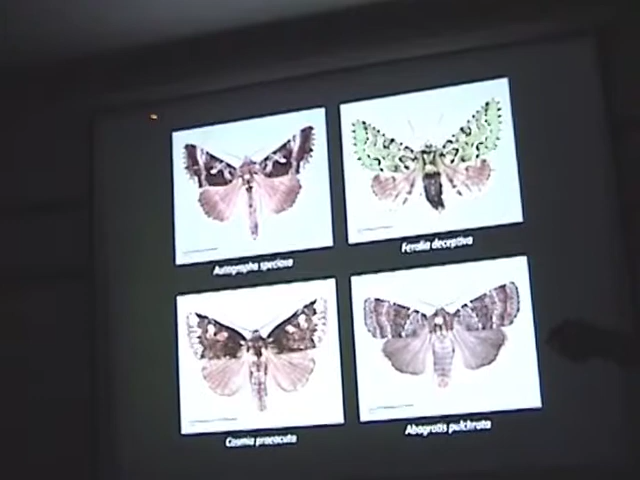 Autographa speciosa
Feralia deceptiva
Cosmia praeacuta
Abagrotis pulchrata